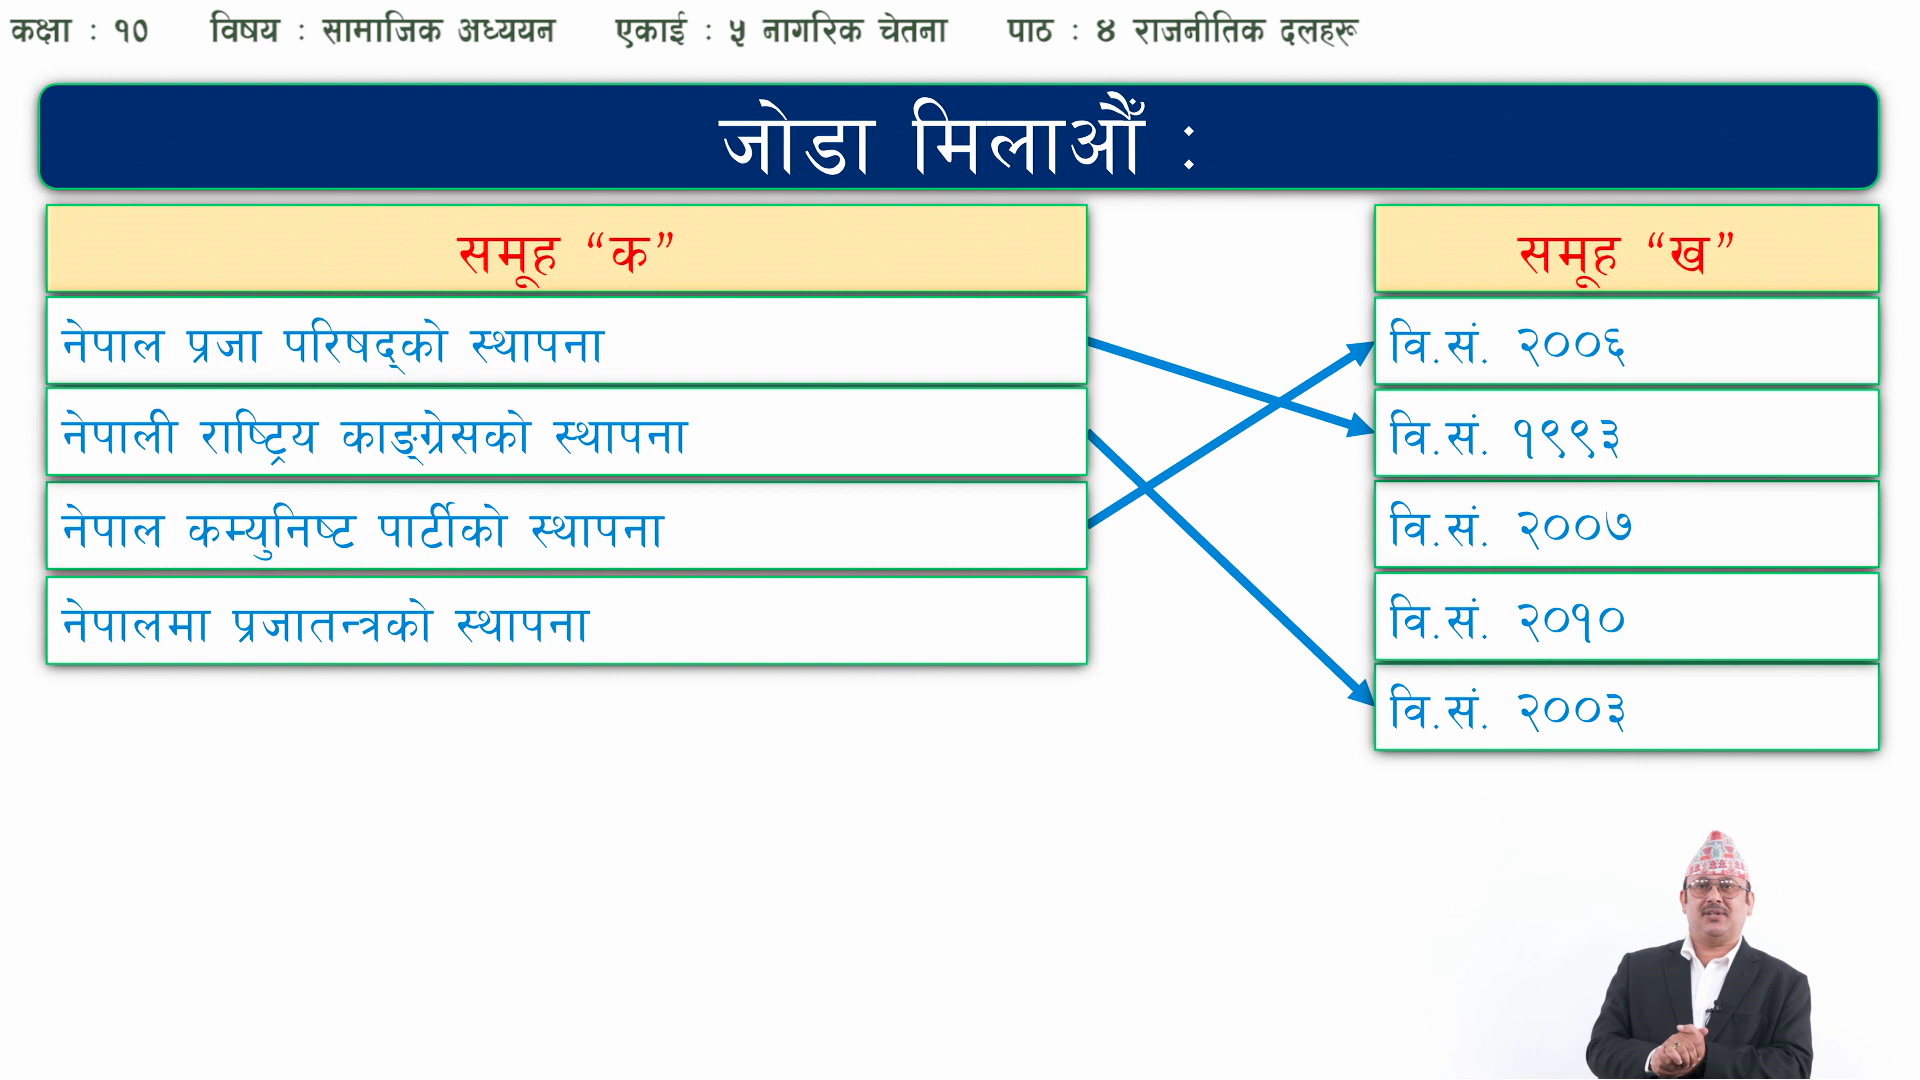 कक्षा : १० विषय : सामाजिक अध्ययन एकाई : ५ नागरिक चेतना पाठ : ४ राजनीतिक दलहरू
जोडा मिलाऔँ :
समूह “क”
समूह “ख”
नेपाल प्रजा परिषद्को स्थापना
वि.सं. २००६
नेपाली राष्ट्रिय काङ्ग्रेसको स्थापना
वि.सं. १९९३
नेपाल कम्युनिष्ट पार्टीको स्थापना
वि.सं. २००७
नेपालमा प्रजातन्त्रको स्थापना
वि.सं. २०१०
वि.सं. २००३